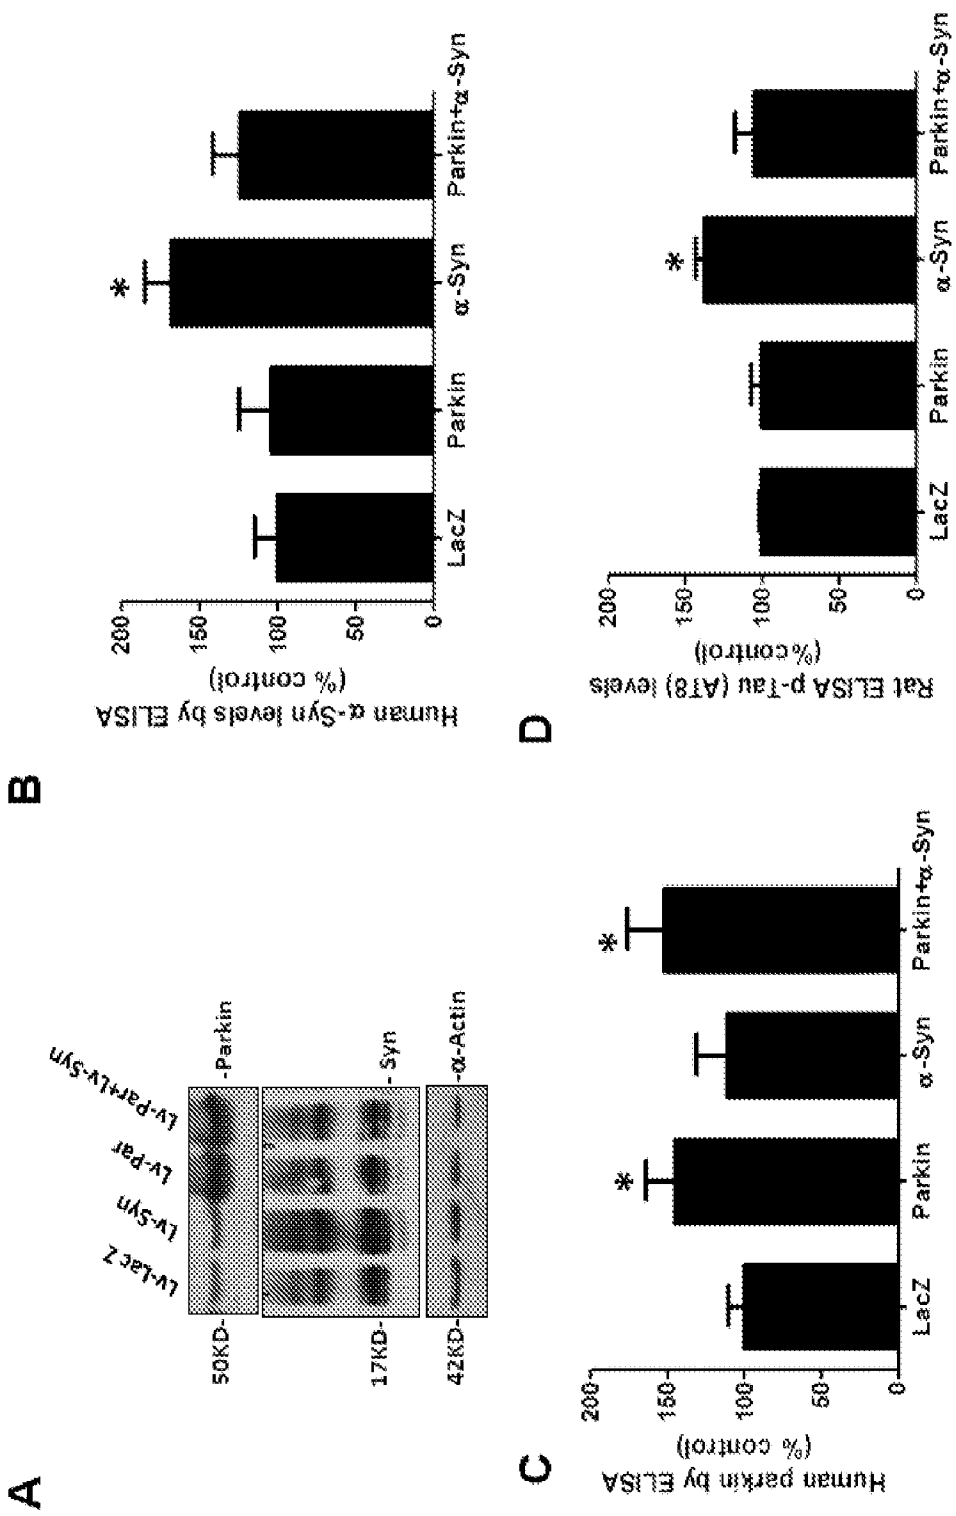 A
Lv-Lac Z
Lv-Syn
Lv-Par
Lv-Par+Lv-Syn
50KD-
-Parkin
17KD-
-Syn
42KD-
-α-Actin
B
Human α-Syn levels by ELISA
(% control)
200
150
100
50
0
LacZ
Parkin
α-Syn
Parkin+α-Syn
*
C
Human parkin by ELISA
(% control)
200
150
100
50
0
LacZ
Parkin
α-Syn
Parkin+α-Syn
*
*
D
Rat ELISA p-Tau (AT8) levels
(% control)
200
150
100
50
0
LacZ
Parkin
α-Syn
Parkin+α-Syn
*